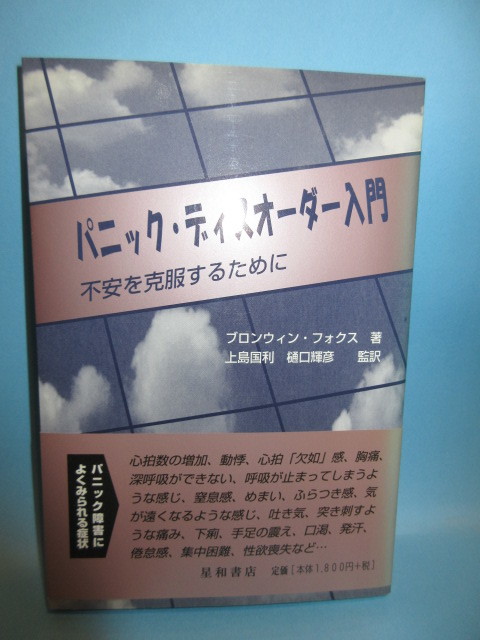 パニック・ディスオーダー入門
不安を克服するために
ブロンウィン・フォクス 著
上島国利 樋口輝彦 監訳
パニック障害に
よくみられる症状
心拍数の増加、動悸、心拍「欠如」感、胸痛、
深呼吸ができない、呼吸が止まってしまうよ
うな感じ、窒息感、めまい、ふらつき感、気
が遠くなるような感じ、吐き気、突き刺すよ
うな痛み、下痢、手足の震え、口渇、発汗、
倦怠感、集中困難、性欲喪失など…
星和書店 定価[本体1,800円+税]